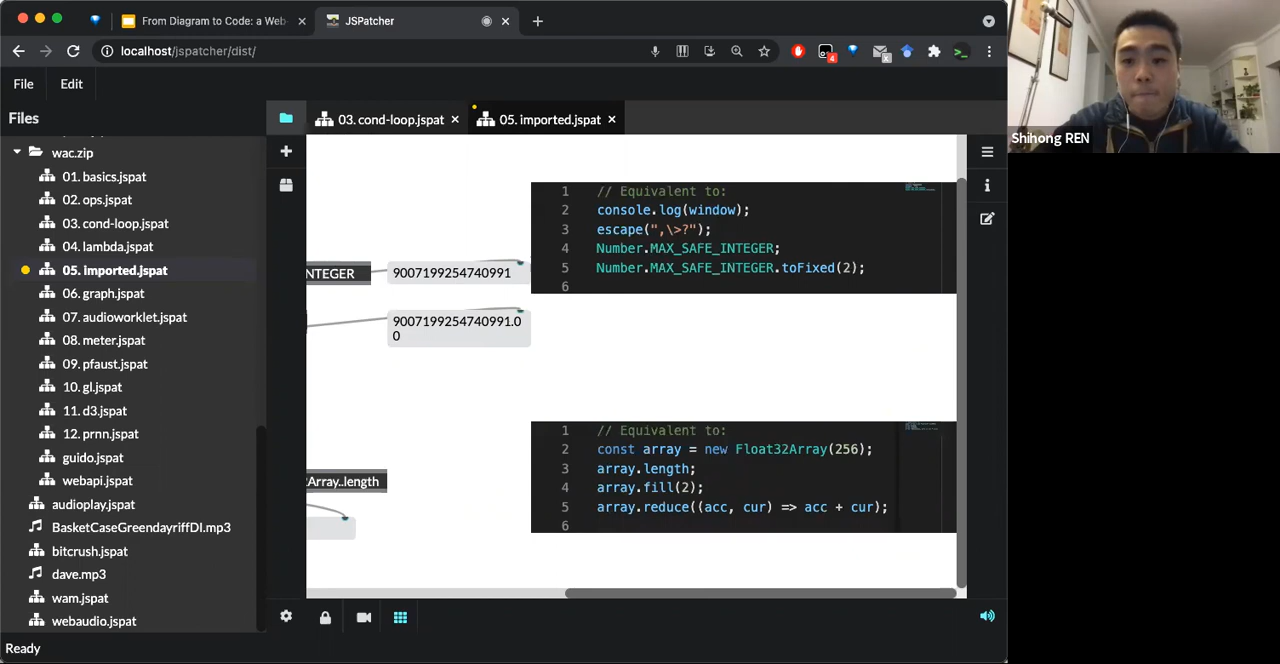 From Diagram to Code: a Web-
JSPatcher
localhost/jspatcher/dist/
4
x
File
Edit
Files
03. cond-loop.jspat
05. imported.jspat
wac.zip
01. basics.jspat
02. ops.jspat
03. cond-loop.jspat
04. lambda.jspat
05. imported.jspat
06. graph.jspat
07. audioworklet.jspat
08. meter.jspat
09. pfaust.jspat
10. gl.jspat
11. d3.jspat
12. prnn.jspat
guido.jspat
webapi.jspat
audioplay.jspat
BasketCaseGreendayriffDI.mp3
bitcrush.jspat
dave.mp3
wam.jspat
webaudio.jspat
1 // Equivalent to:
2 console.log(window);
3 escape(",\>?");
4 Number.MAX_SAFE_INTEGER;
5 Number.MAX_SAFE_INTEGER.toFixed(2);
6
NTEGER
9007199254740991
9007199254740991.0
0
1 // Equivalent to:
2 const array = new Float32Array(256);
3 array.length;
4 array.fill(2);
5 array.reduce((acc, cur) => acc + cur);
6
Array..length
Ready
Shihong REN